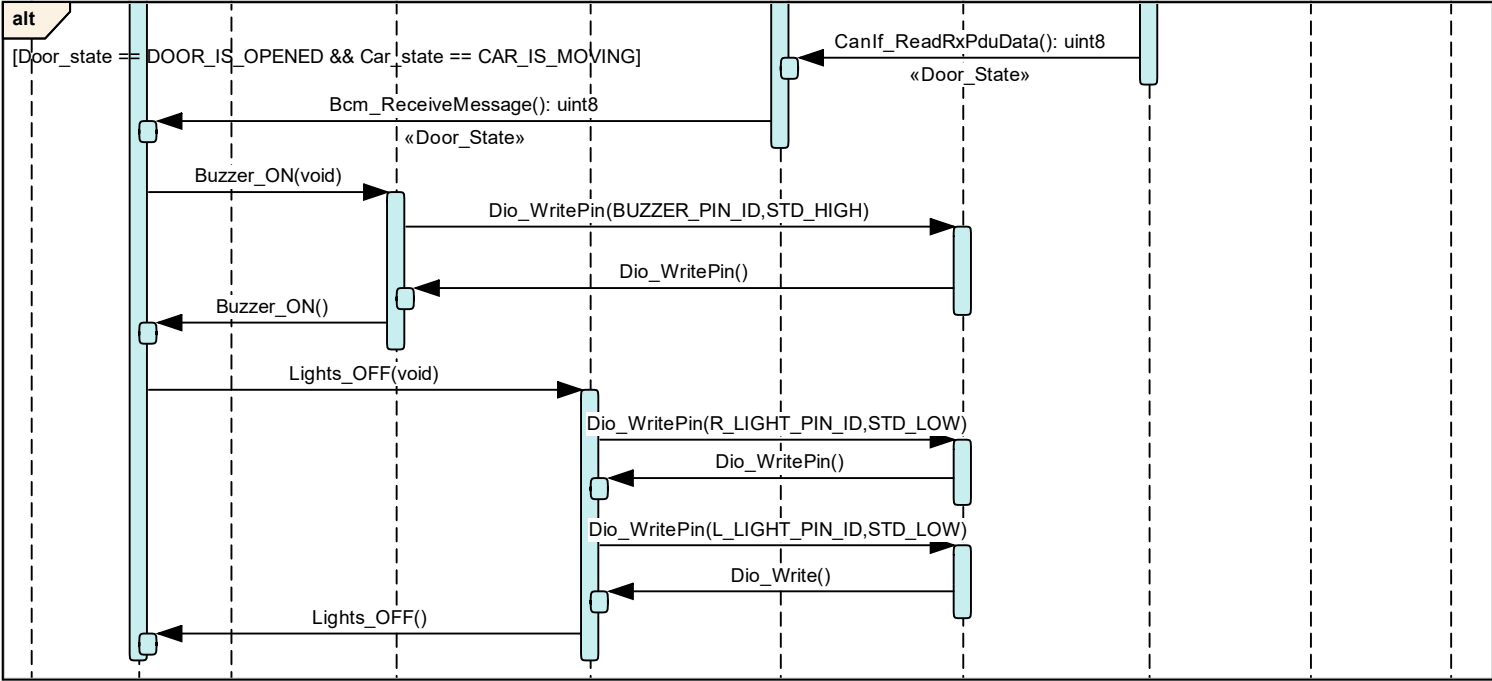 alt
[Door_state == DOOR_IS_OPENED && Car_state == CAR_IS_MOVING]
CanIf_ReadRxPduData(): uint8
«Door_State»
Bcm_ReceiveMessage(): uint8
«Door_State»
Buzzer_ON(void)
Dio_WritePin(BUZZER_PIN_ID,STD_HIGH)
Dio_WritePin()
Buzzer_ON()
Lights_OFF(void)
Dio_WritePin(R_LIGHT_PIN_ID,STD_LOW)
Dio_WritePin()
Dio_WritePin(L_LIGHT_PIN_ID,STD_LOW)
Dio_Write()
Lights_OFF()